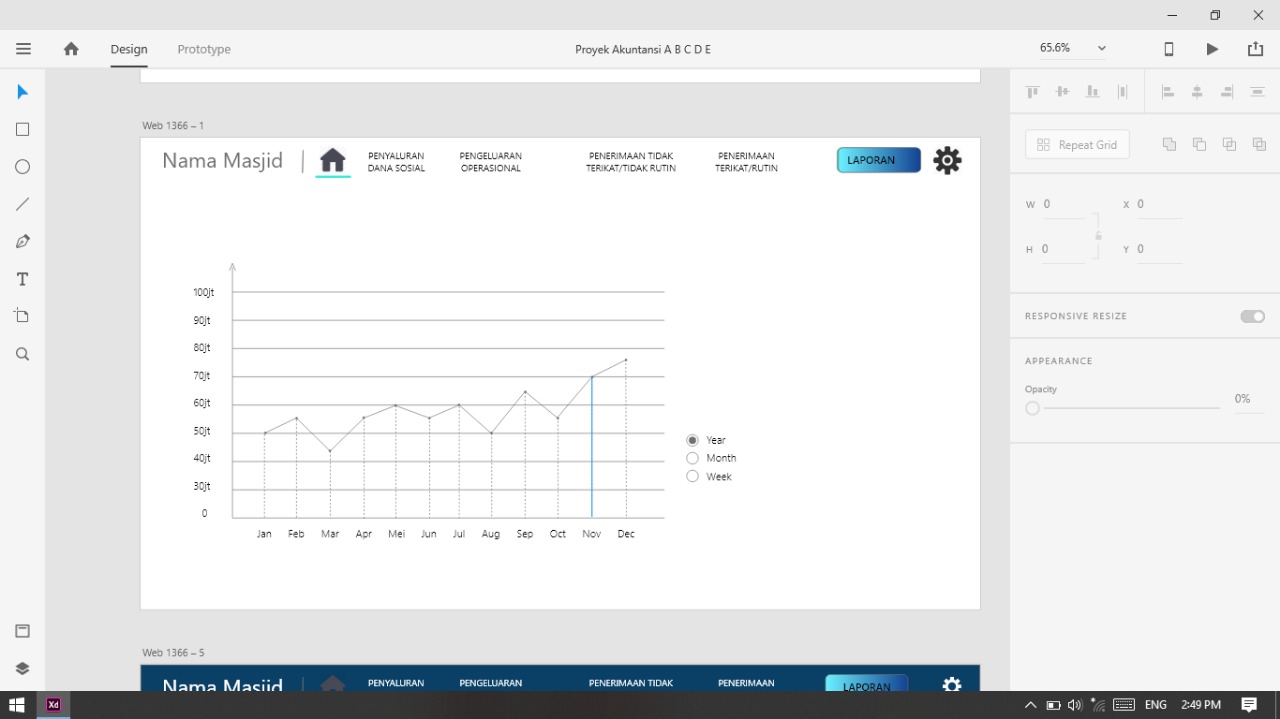 Design
Prototype
Proyek Akuntansi A B C D E
65.6%
Web 1366 – 1
Nama Masjid
PENYALURAN
DANA SOSIAL
PENGELUARAN
OPERASIONAL
PENERIMAAN TIDAK
TERIKAT/TIDAK RUTIN
PENERIMAAN
TERIKAT/RUTIN
LAPORAN
100jt
90jt
80jt
70jt
60jt
50jt
40jt
30jt
0
Jan Feb Mar Apr Mei Jun Jul Aug Sep Oct Nov Dec
Year
Month
Week
Web 1366 – 5
Nama Masjid
PENYALURAN
PENGELUARAN
PENERIMAAN TIDAK
PENERIMAAN
LAPORAN
Repeat Grid
W 0 X 0
H 0 Y 0
RESPONSIVE RESIZE
APPEARANCE
Opacity
0%
T
Xd
ENG 2:49 PM